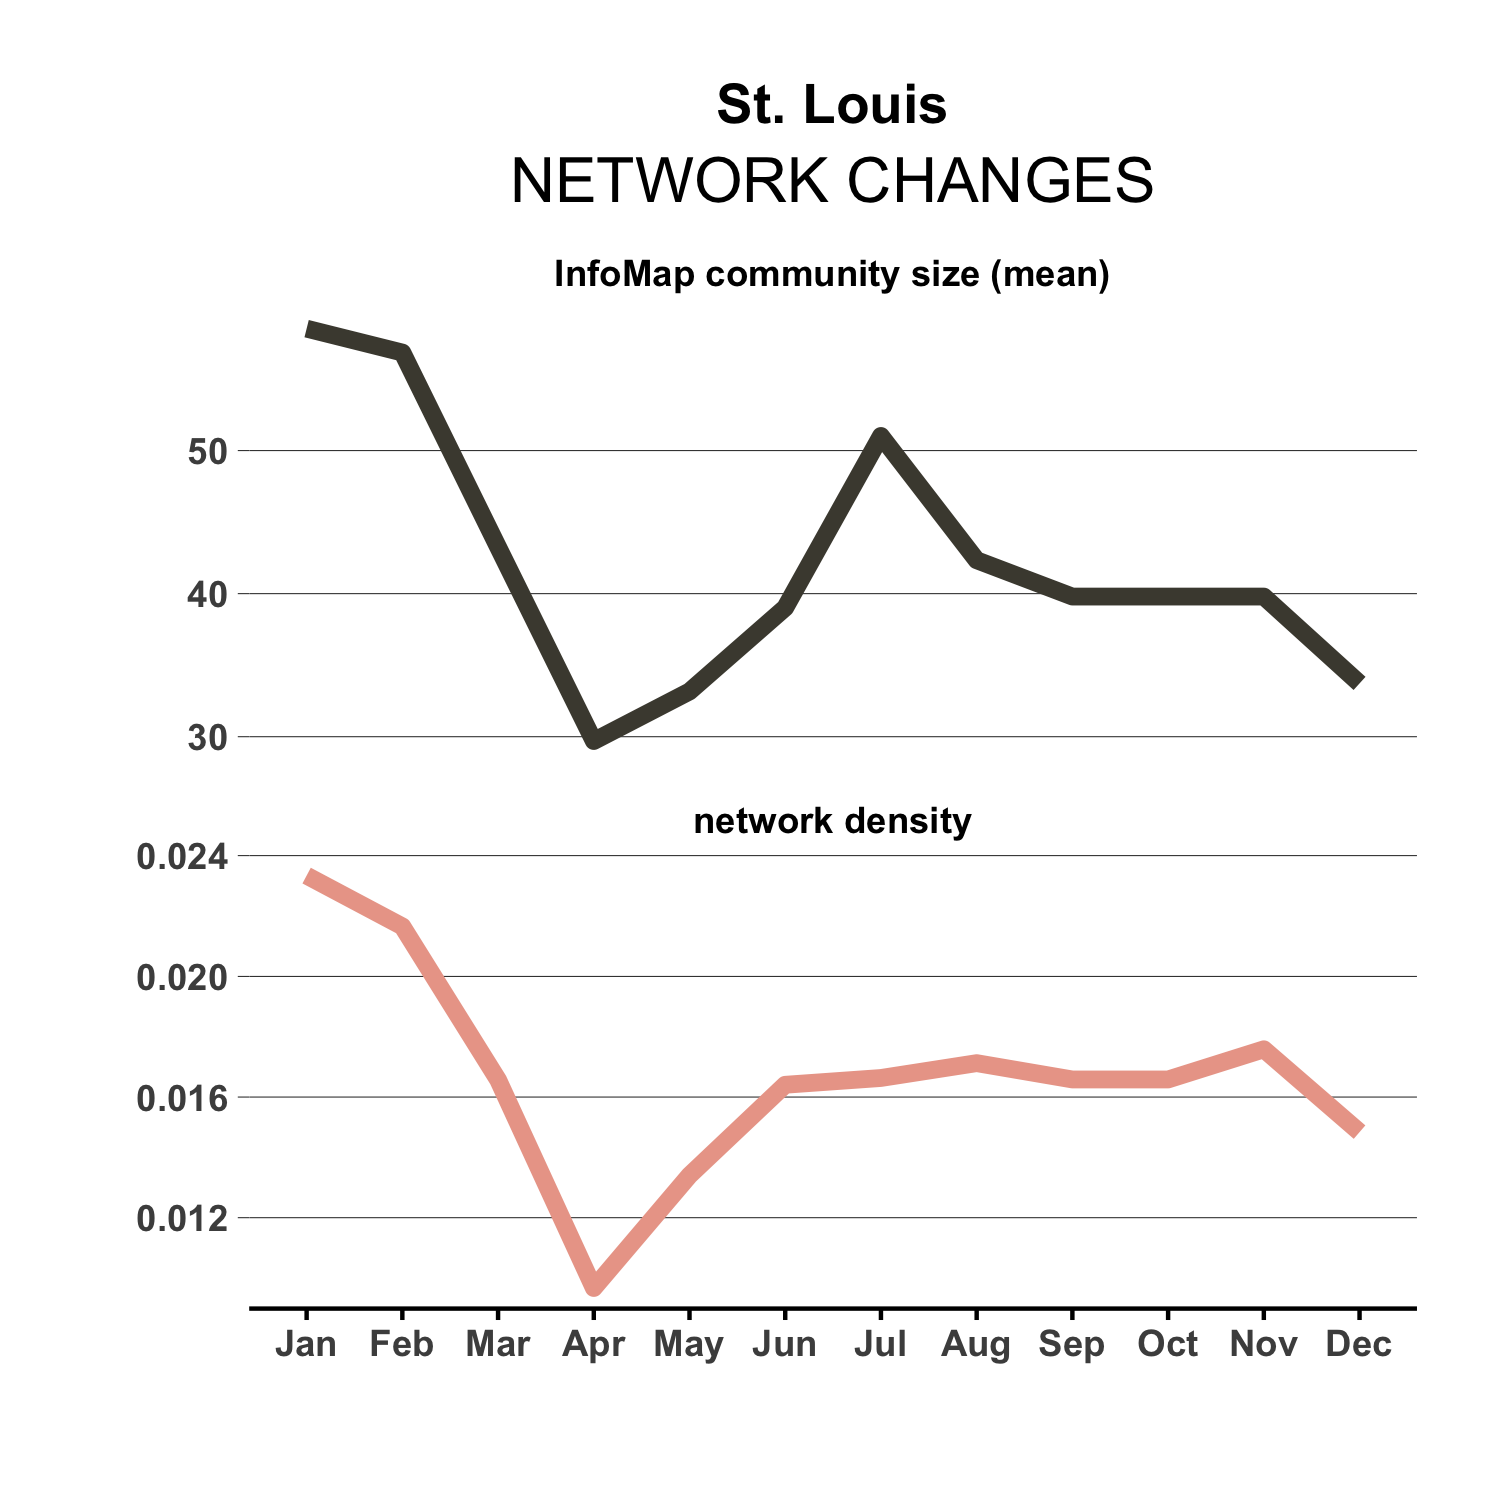 St. Louis
NETWORK CHANGES
InfoMap community size (mean)
50
40
30
network density
0.024
0.020
0.016
0.012
Jan Feb Mar Apr May Jun Jul Aug Sep Oct Nov Dec